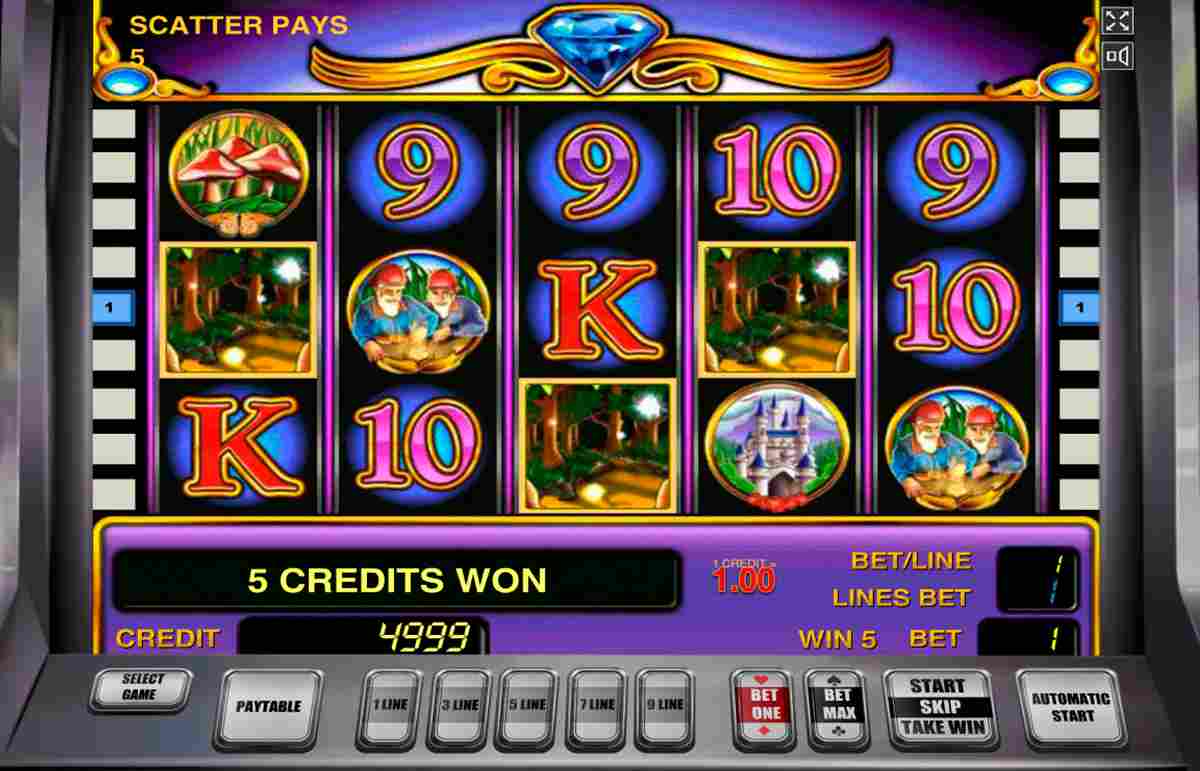 SCATTER PAYS
5
9 9 10 9
1 K 10 1
K 10
5 CREDITS WON
1 CREDIT =
1.00
BET/LINE 1
LINES BET 1
CREDIT 4999
WIN 5 BET 1
SELECT
GAME
PAYTABLE
1 LINE
3 LINE
5 LINE
7 LINE
9 LINE
BET
ONE
BET
MAX
START
SKIP
TAKE WIN
AUTOMATIC
START